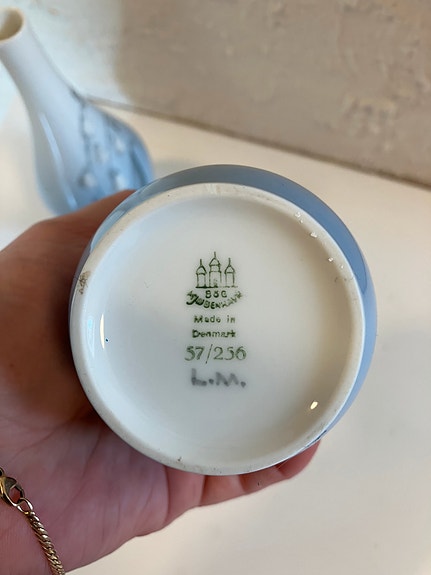 B&G
KJØBENHAVN
Made in
Denmark
57/256
L.M.